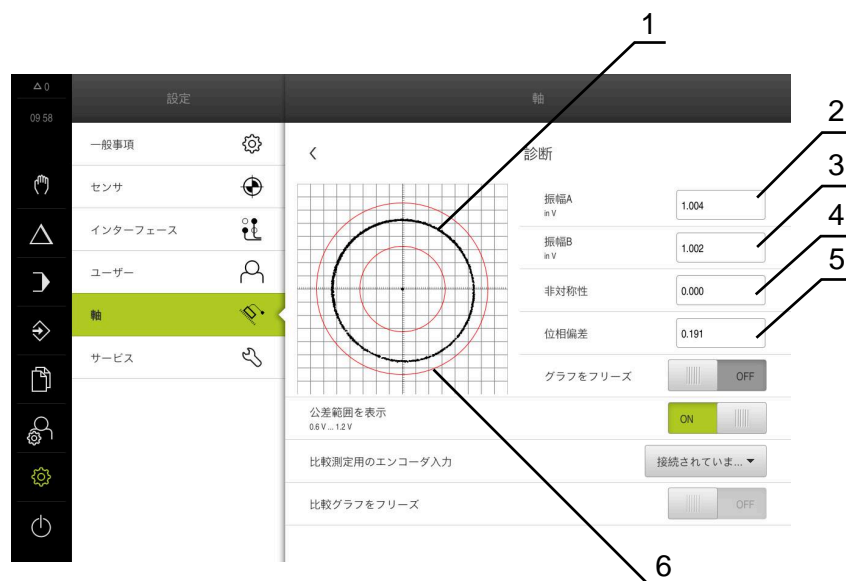 1
△ 0
設定
軸
09 58
2
一般事項
診断
センサ
振幅A
in V
1.004
3
インターフェース
振幅B
in V
1.002
4
ユーザー
非対称性
0.000
5
軸
位相偏差
0.191
サービス
グラフをフリーズ
OFF
公差範囲を表示
0.6 V ... 1.2 V
ON
比較測定用のエンコーダ入力
接続されていま...
比較グラフをフリーズ
OFF
6